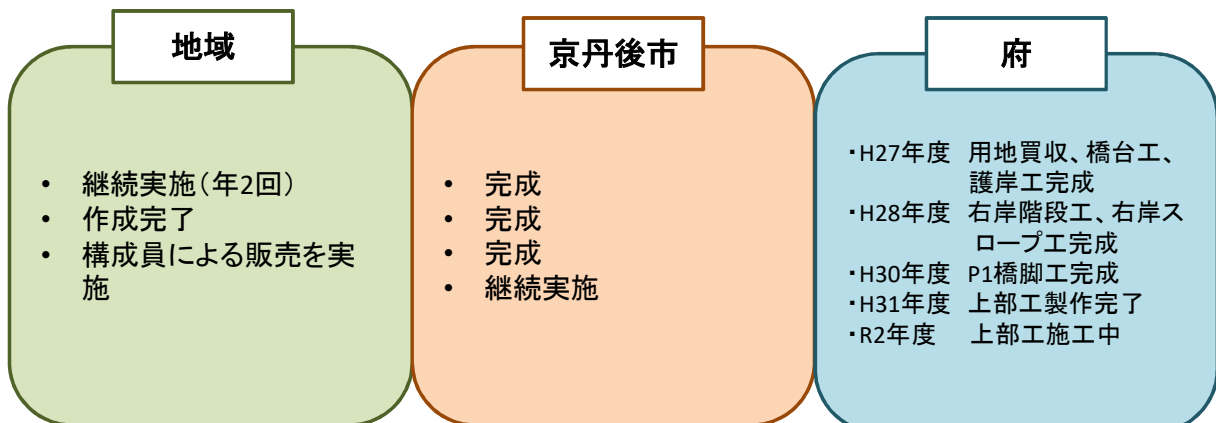 地域
• 継続実施(年2回)
• 作成完了
• 構成員による販売を実
施
京丹後市
• 完成
• 完成
• 完成
• 継続実施
府
・H27年度 用地買収、橋台工、
護岸工完成
・H28年度 右岸階段工、右岸ス
ロープ工完成
・H30年度 P1橋脚工完成
・H31年度 上部工製作完了
・R2年度 上部工施工中